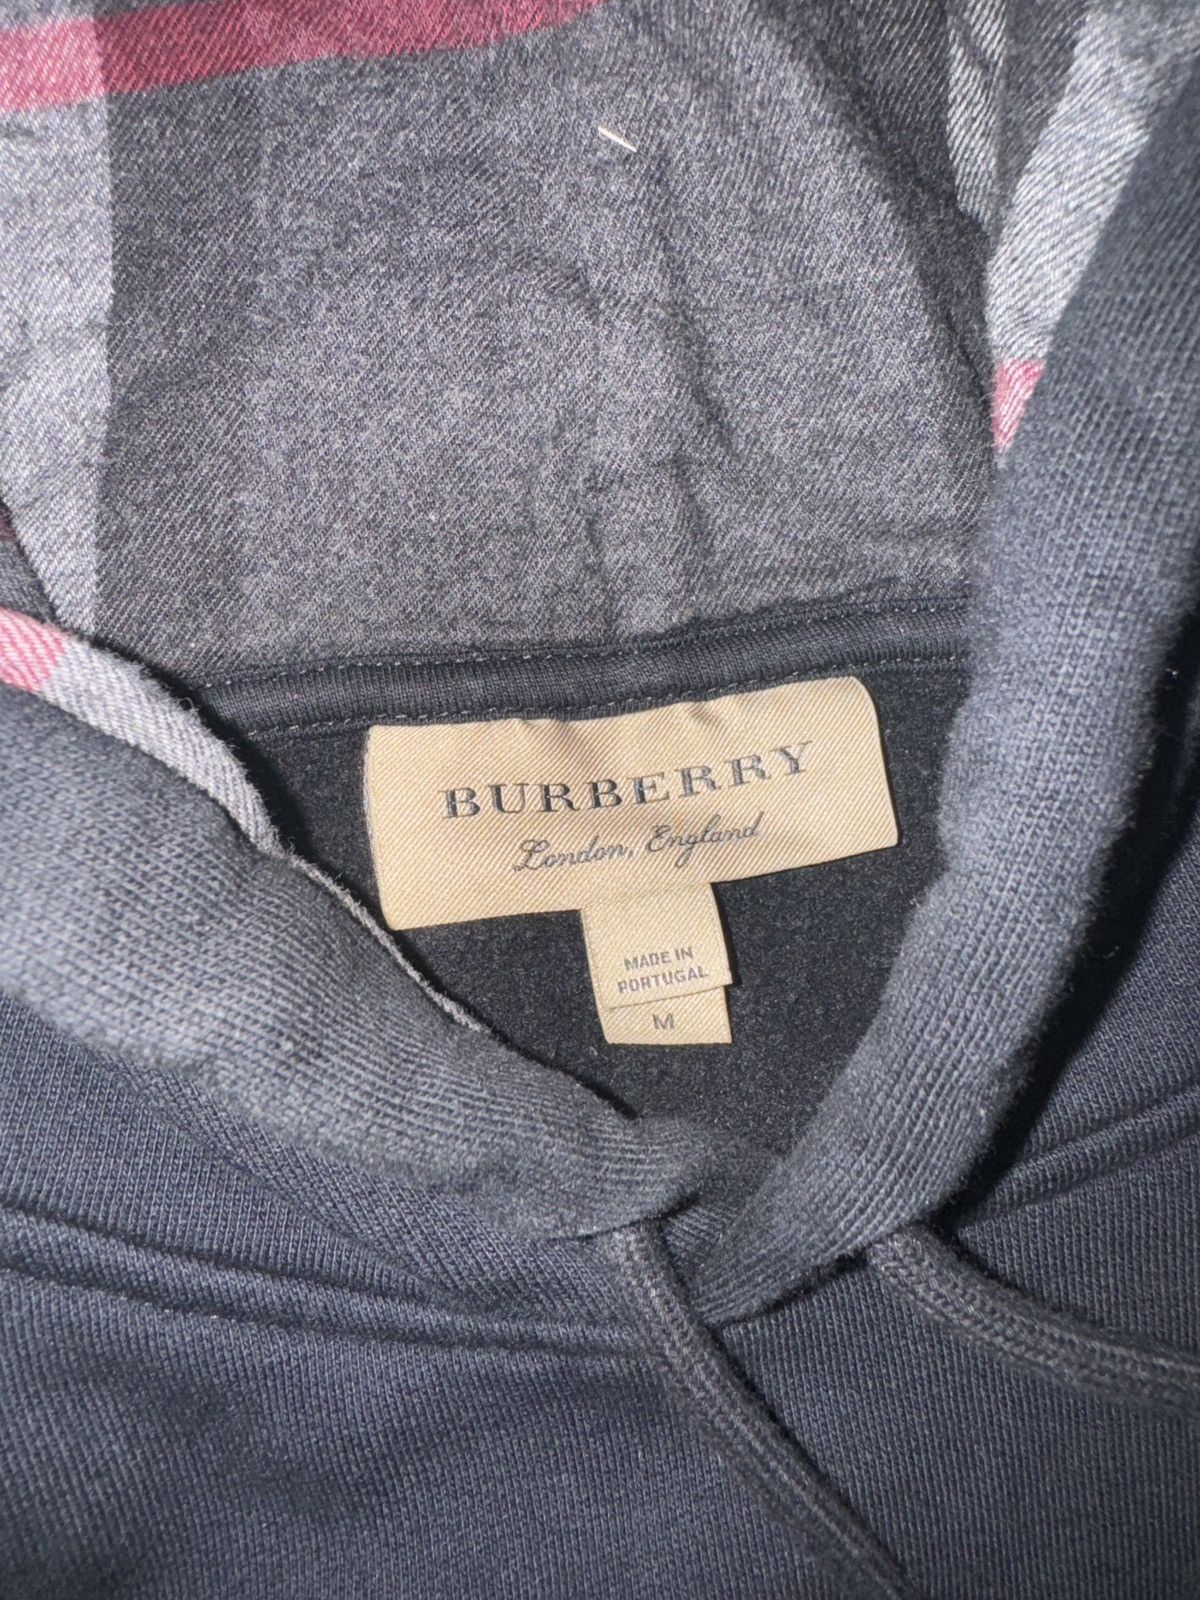 BURBERRY
London, England
MADE IN
PORTUGAL
M